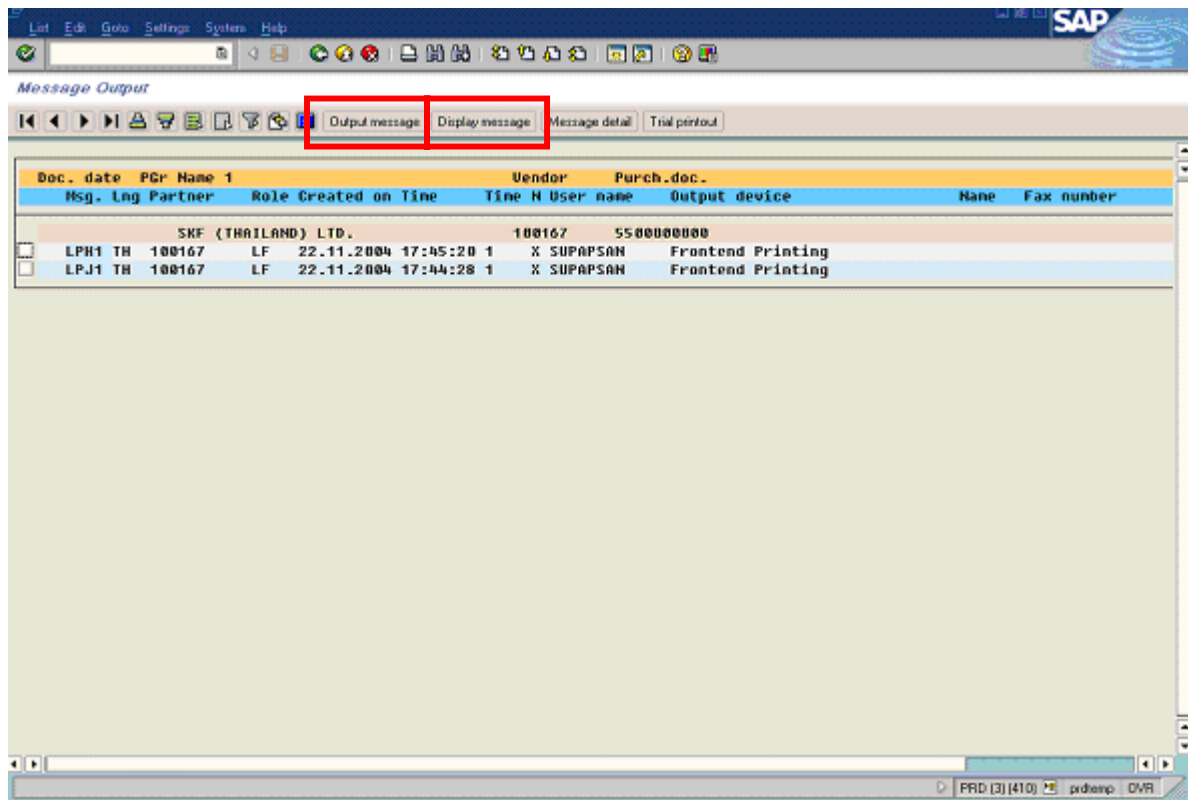 List Edit Goto Settings System Help
SAP
Message Output
Output message Display message Message detail Trial printout
Doc. date PGr Name 1 Vendor Purch.doc.
Msg. Lng Partner Role Created on Time Time N User name Output device Name Fax number
SKF (THAILAND) LTD. 100167 5500000000
LPH1 TH 100167 LF 22.11.2004 17:45:20 1 X SUPAPSAN Frontend Printing
LPJ1 TH 100167 LF 22.11.2004 17:44:28 1 X SUPAPSAN Frontend Printing
PRD (3) (410) prdtemp OVR